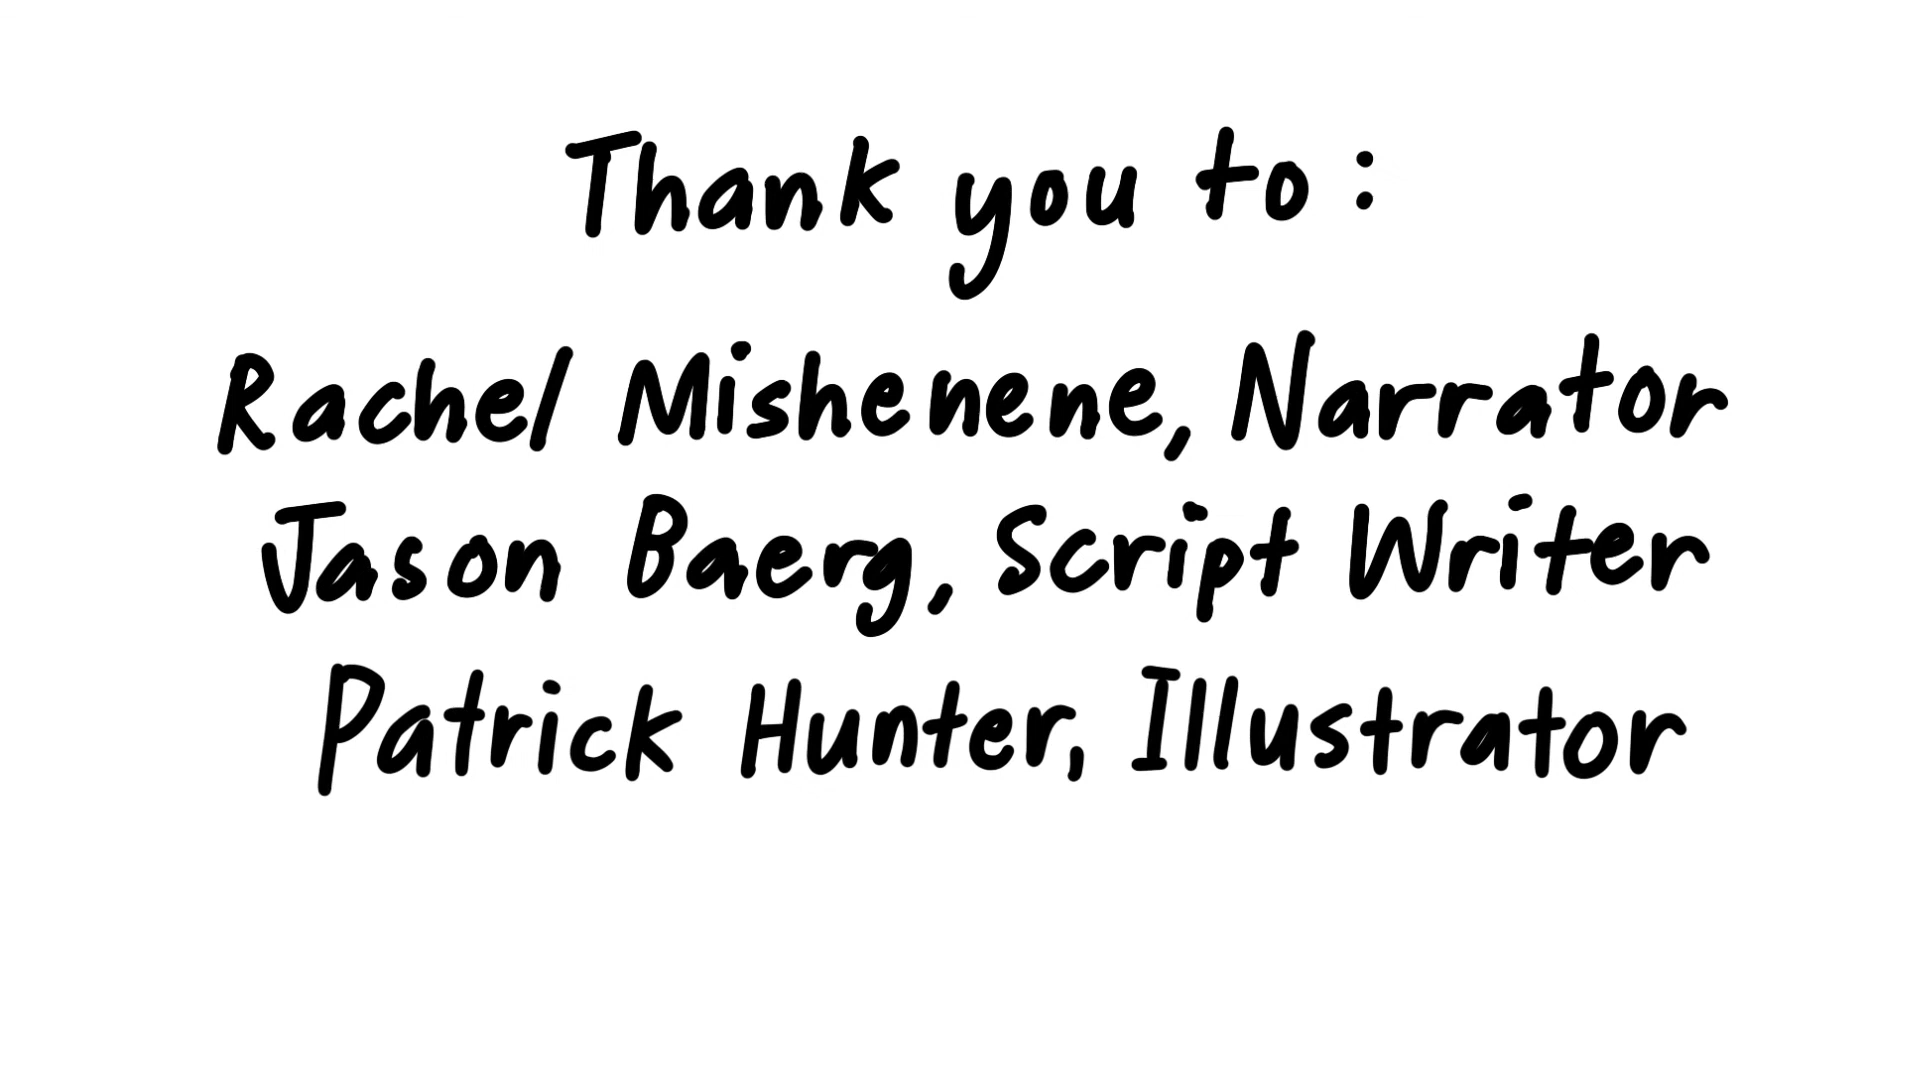 Thank you to :
Rachel Mishenene, Narrator
Jason Baerg, Script Writer
Patrick Hunter, Illustrator